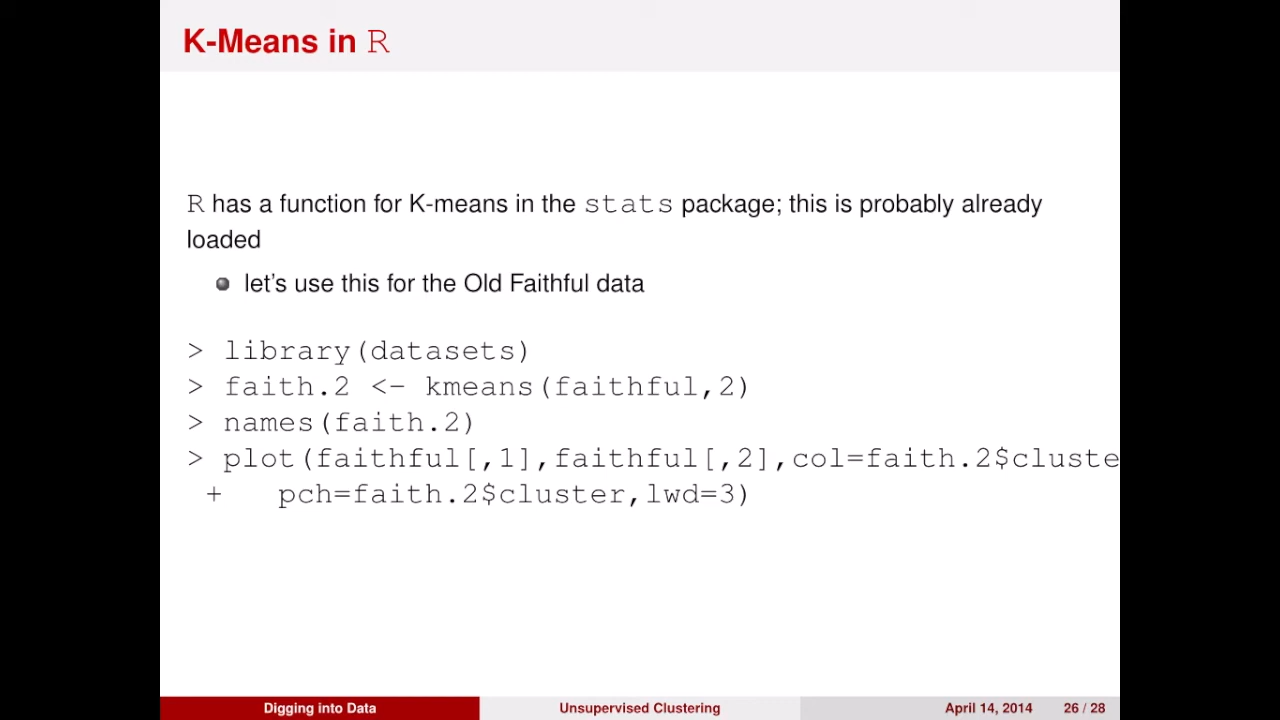 K-Means in R
R has a function for K-means in the stats package; this is probably already
loaded
let's use this for the Old Faithful data
> library(datasets)
> faith.2 <- kmeans(faithful,2)
> names(faith.2)
> plot(faithful[,1],faithful[,2],col=faith.2$cluste
+ pch=faith.2$cluster,lwd=3)
Digging into Data Unsupervised Clustering April 14, 2014 26 / 28